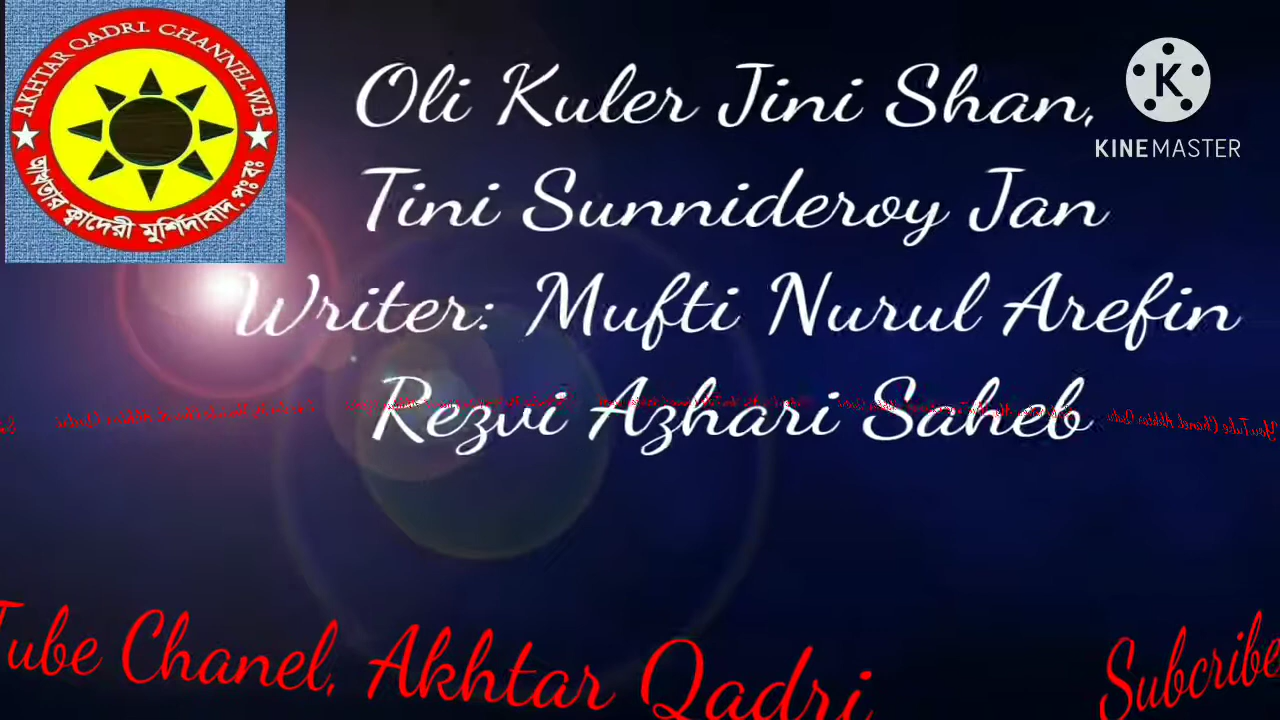 AKHTAR QADRI CHANNEL WB
আখতার ক্বাদেরী মুর্শিদাবাদ.পঃ বঃ
Oli Kuler Jini Shan,
Tini Sunnideroy Jan
Writer: Mufti Nurul Arefin
Rezvi Azhari Saheb
K
KINEMASTER
Tube Chanel, Akhtar Qadri
Subcribe